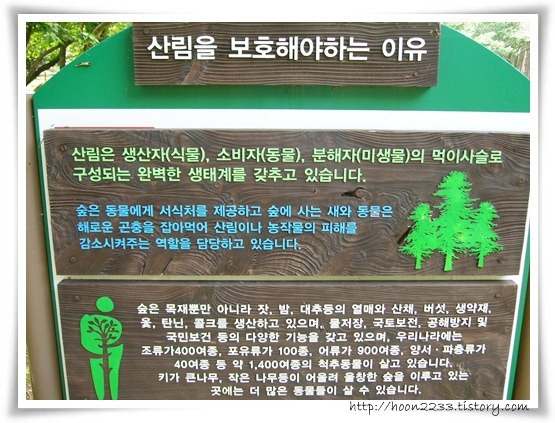 산림을 보호해야하는 이유
산림은 생산자(식물), 소비자(동물), 분해자(미생물)의 먹이사슬로
구성되는 완벽한 생태계를 갖추고 있습니다.
숲은 동물에게 서식처를 제공하고 숲에 사는 새와 동물은
해로운 곤충을 잡아먹어 산림이나 농작물의 피해를
감소시켜주는 역할을 담당하고 있습니다.
숲은 목재뿐만 아니라 잣, 밤, 대추등의 열매와 산채, 버섯, 생약재,
옻, 탄닌, 콜크를 생산하고 있으며, 물저장, 국토보전, 공해방지 및
국민보건 등의 다양한 기능을 갖고 있으며, 우리나라에는
조류가400여종, 포유류가 100종, 어류가 900여종, 양서·파충류가
40여종 등 약 1,400여종의 척추동물이 살고 있습니다.
키가 큰나무, 작은 나무등이 어울려 울창한 숲을 이루고 있는
곳에는 더 많은 동물들이 살 수 있습니다.
http://hoon2233.tistory.com